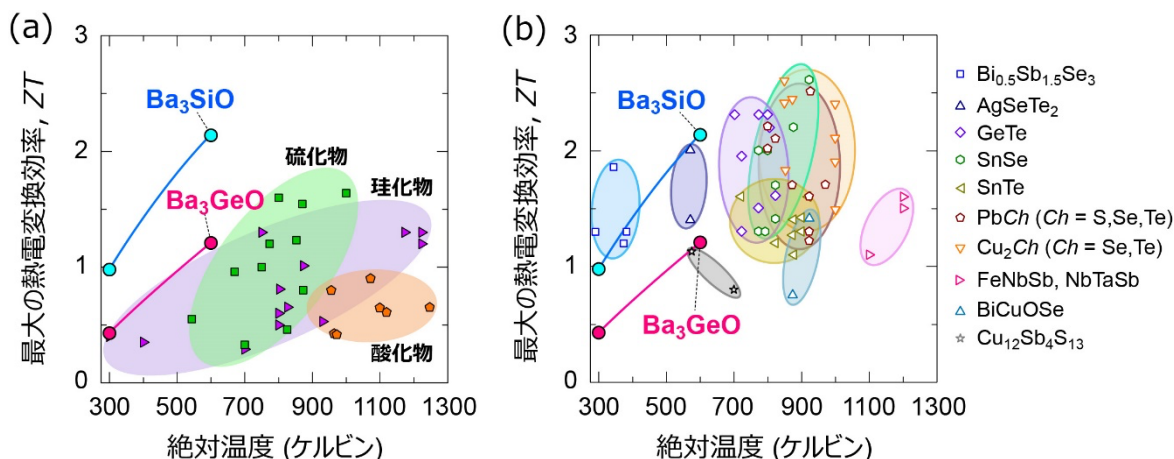 (a)
最大の熱電変換効率, ZT
3
2
1
0
Ba₃SiO
Ba₃GeO
硫化物
珪化物
酸化物
300 500 700 900 1100 1300
絶対温度 (ケルビン)
(b)
最大の熱電変換効率, ZT
3
2
1
0
Ba₃SiO
Ba₃GeO
300 500 700 900 1100 1300
絶対温度 (ケルビン)
Bi₀.₅Sb₁.₅Se₃
AgSeTe₂
GeTe
SnSe
SnTe
PbCh (Ch = S,Se,Te)
Cu₂Ch (Ch = Se,Te)
FeNbSb, NbTaSb
BiCuOSe
Cu₁₂Sb₄S₁₃